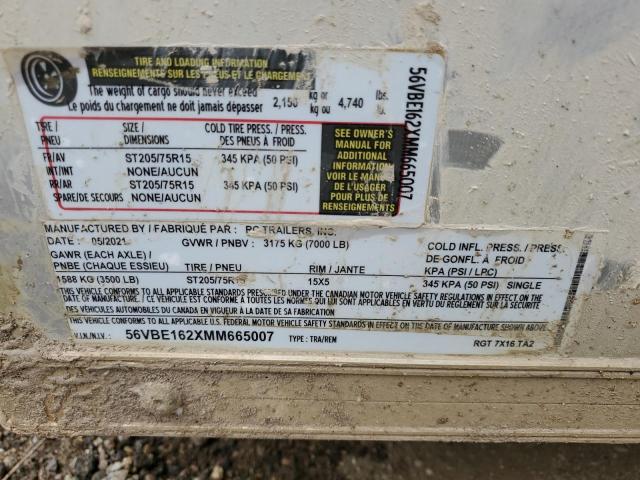 TIRE AND LOADING INFORMATION
RENSEIGNEMENTS SUR LES PNEUS ET LE CHARGEMENT
The weight of cargo should never exceed
Le poids du chargement ne doit jamais dépasser 2,150 kg or kg ou 4,740 lbs. lb.
TIRE / SIZE / COLD TIRE PRESS. / PRESS.
PNEU DIMENSIONS DES PNEUS À FROID
FR/AV ST205/75R15 345 KPA (50 PSI)
INT/INT NONE/AUCUN
RR/AR ST205/75R15 345 KPA (50 PSI)
SPARE/DE SECOURS NONE/AUCUN
SEE OWNER'S
MANUAL FOR
ADDITIONAL
INFORMATION
VOIR LE MANUEL
DE L'USAGER
POUR PLUS DE
RENSEIGNEMENTS
56VBE162XMM665007
MANUFACTURED BY / FABRIQUÉ PAR : RC TRAILERS, INC.
DATE : 05/2021 GVWR / PNBV : 3175 KG (7000 LB)
GAWR (EACH AXLE) /
PNBE (CHAQUE ESSIEU) TIRE / PNEU RIM / JANTE
COLD INFL. PRESS. / PRESS.
DE GONFL. À FROID
KPA (PSI / LPC)
1588 KG (3500 LB) ST205/75R15 15X5 345 KPA (50 PSI) SINGLE
THIS VEHICLE CONFORMS TO ALL APPLICABLE STANDARDS PRESCRIBED UNDER THE CANADIAN MOTOR VEHICLE SAFETY REGULATIONS IN EFFECT ON THE
DATE OF MANUFACTURE. / CE VÉHICULE EST CONFORME À TOUTES LES NORMES QUI LUI SONT APPLICABLES EN VERTU DU RÈGLEMENT SUR LA SÉCURITÉ
DES VÉHICULES AUTOMOBILES DU CANADA EN VIGUEUR À LA DATE DE SA FABRICATION
THIS VEHICLE CONFORMS TO ALL APPLICABLE U.S. FEDERAL MOTOR VEHICLE SAFETY STANDARDS IN EFFECT ON THE DATE OF MANUFACTURE SHOWN ABOVE.
V.I.N./N.I.V.: 56VBE162XMM665007 TYPE : TRA/REM RGT 7X16 TA2